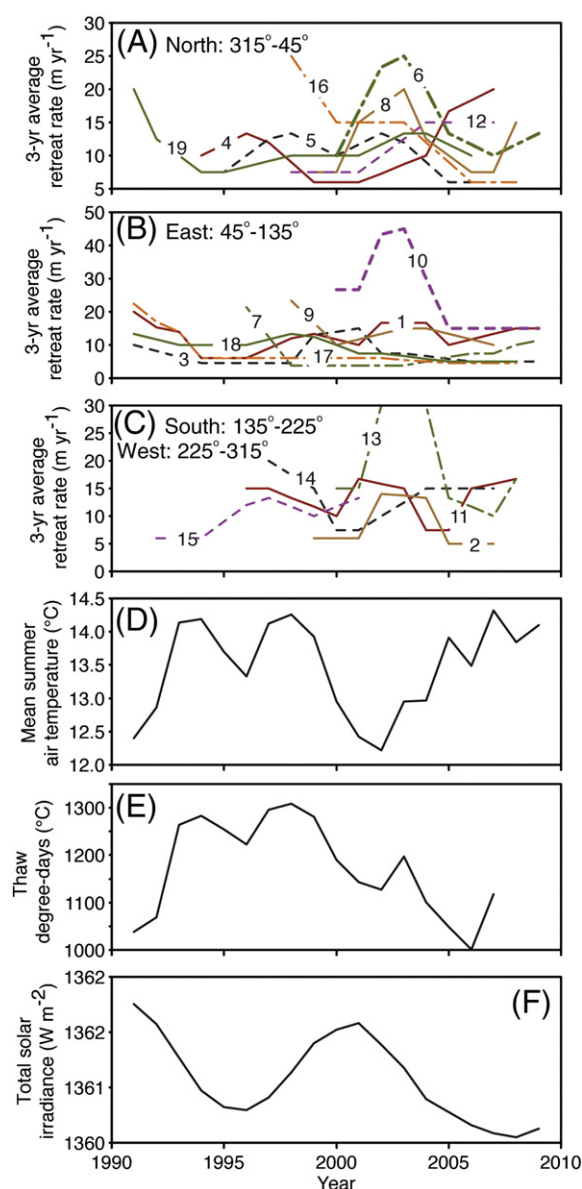 30
25
20
15
10
5
3-yr average
retreat rate (m yr-1)
(A) North: 315°-45°
16
6
8
12
19
4
5
50
40
30
20
10
0
3-yr average
retreat rate (m yr-1)
(B) East: 45°-135°
10
7
9
1
3
18
17
30
25
20
15
10
5
0
3-yr average
retreat rate (m yr-1)
(C) South: 135°-225°
West: 225°-315°
13
14
11
15
2
14.5
14.0
13.5
13.0
12.5
12.0
Mean summer
air temperature (°C)
(D)
1300
1200
1100
1000
Thaw
degree-days (°C)
(E)
1362
1362
1361
1360
Total solar
irradiance (W m-2)
(F)
1990 1995 2000 2005 2010
Year